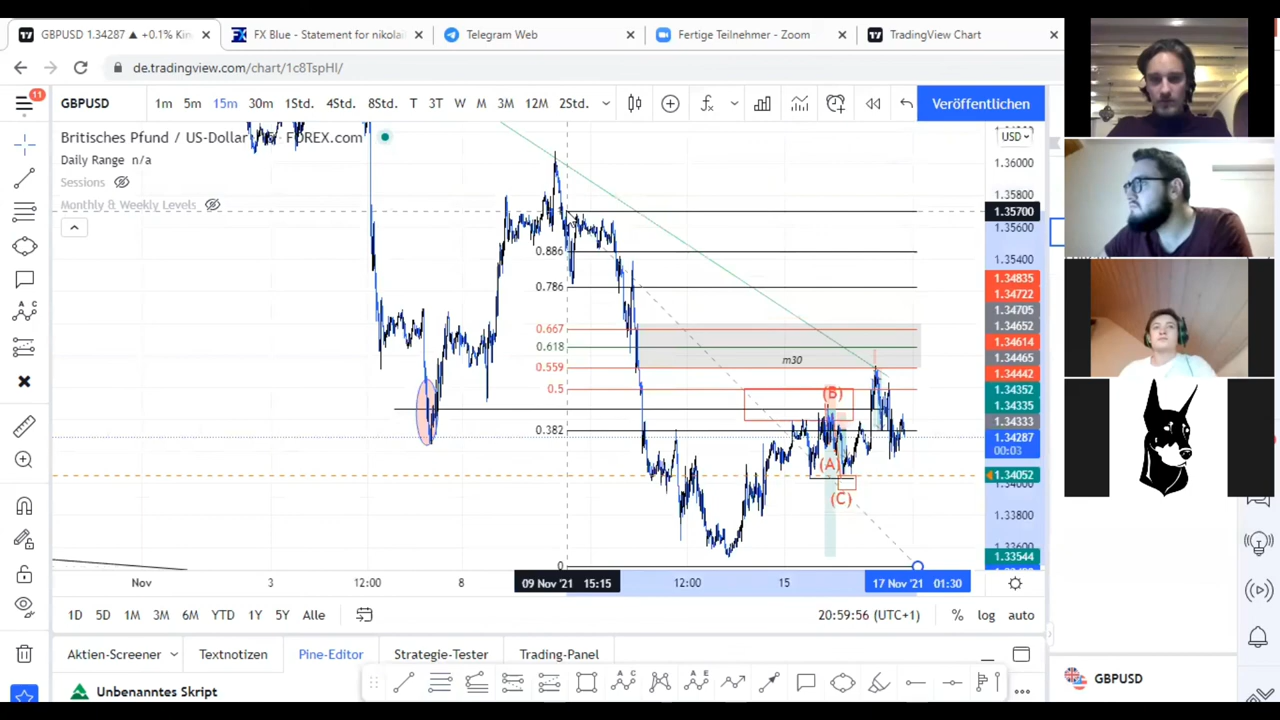 GBPUSD 1.34287 ▲ +0.1% Kin
FX Blue - Statement for nikolai
Telegram Web
Fertige Teilnehmer - Zoom
TradingView Chart
de.tradingview.com/chart/1c8TspHI/
11
GBPUSD
1m 5m 15m 30m 1Std. 4Std. 8Std. T 3T W M 3M 12M 2Std.
Veröffentlichen
Britisches Pfund / US-Dollar
FOREX.com
USD
Daily Range n/a
Sessions
Monthly & Weekly Levels
1.36000
1.35800
1.35700
1.35600
1.35400
1.34835
1.34722
1.34705
1.34652
1.34614
1.34465
1.34442
1.34352
1.34335
1.34333
1.34287
00:03
1.34052
1.34000
1.33800
1.33600
1.33544
0.886
0.786
0.667
0.618
0.559
0.5
0.382
0
m30
(B)
(A)
(C)
Nov 3 12:00 8 09 Nov '21 15:15 12:00 15 17 Nov '21 01:30
1D 5D 1M 3M 6M YTD 1Y 5Y Alle
20:59:56 (UTC+1)
% log auto
Aktien-Screener
Textnotizen
Pine-Editor
Strategie-Tester
Trading-Panel
Unbenanntes Skript
GBPUSD